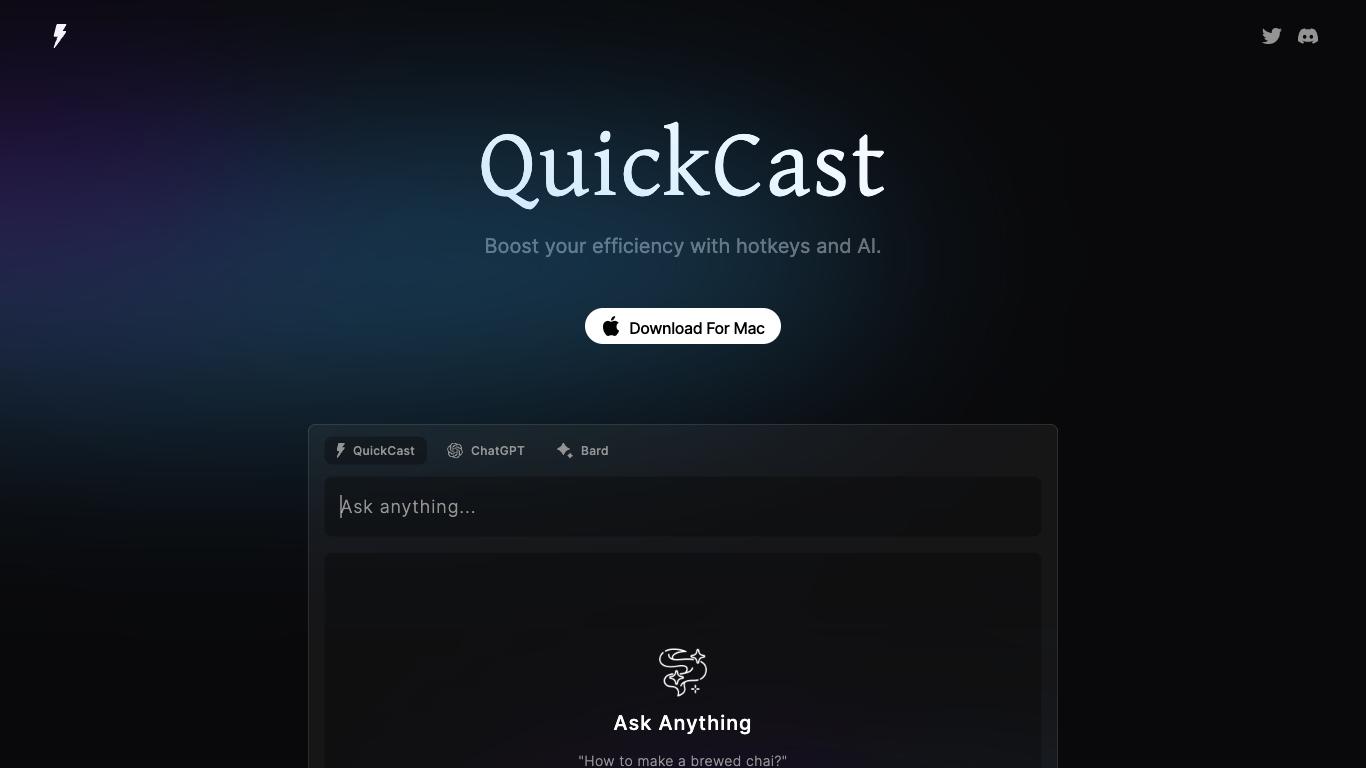 QuickCast
Boost your efficiency with hotkeys and AI.
Download For Mac
QuickCast ChatGPT Bard
Ask anything...
Ask Anything
"How to make a brewed chai?"